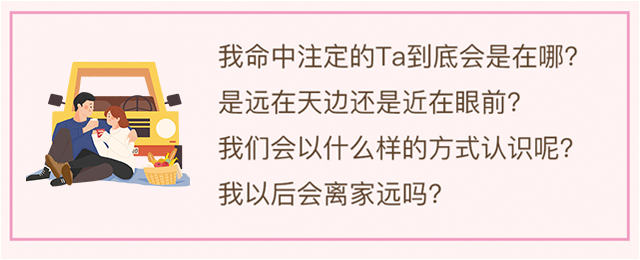 我命中注定的Ta到底会是在哪？
是远在天边还是近在眼前？
我们会以什么样的方式认识呢？
我以后会离家远吗？